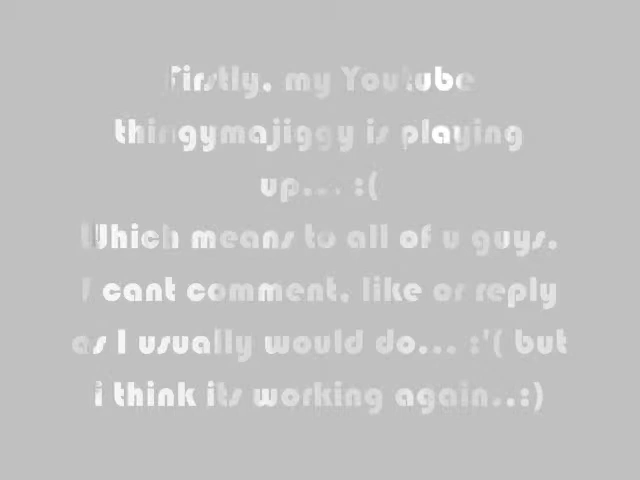 Firstly, my Youtube
thingymajiggy is playing
up... :(
Which means to all of u guys,
I cant comment, like or reply
as I usually would do... :'( but
i think its working again..:)